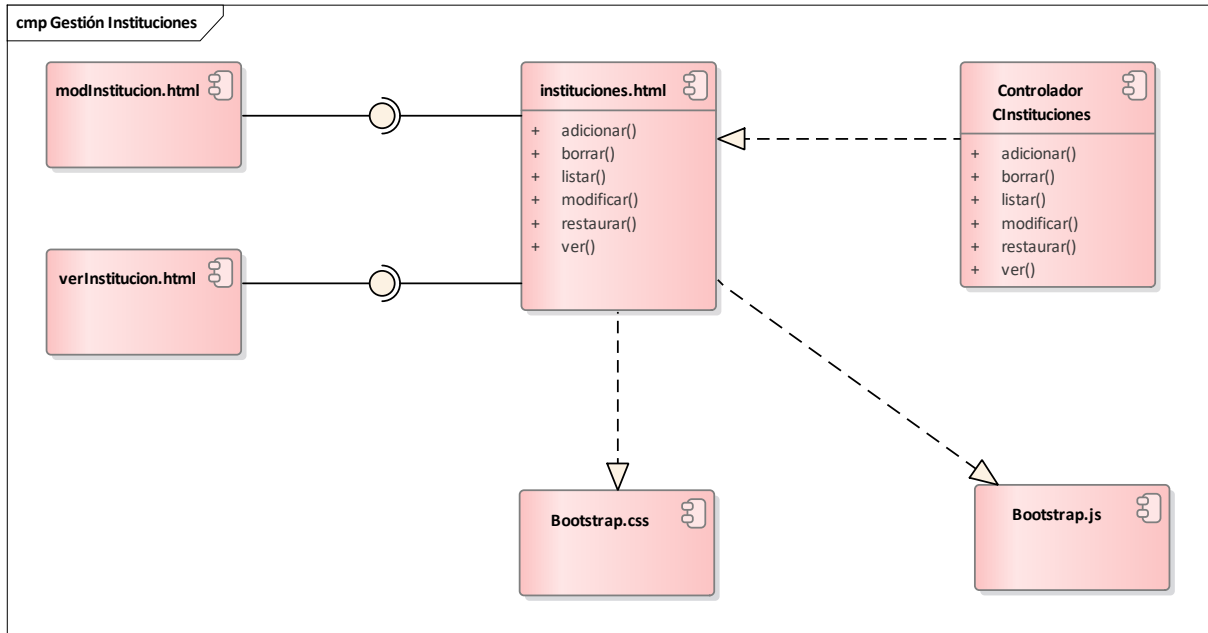 cmp Gestión Instituciones
modInstitucion.html
instituciones.html
+ adicionar()
+ borrar()
+ listar()
+ modificar()
+ restaurar()
+ ver()
Controlador
CInstituciones
+ adicionar()
+ borrar()
+ listar()
+ modificar()
+ restaurar()
+ ver()
verInstitucion.html
Bootstrap.css
Bootstrap.js